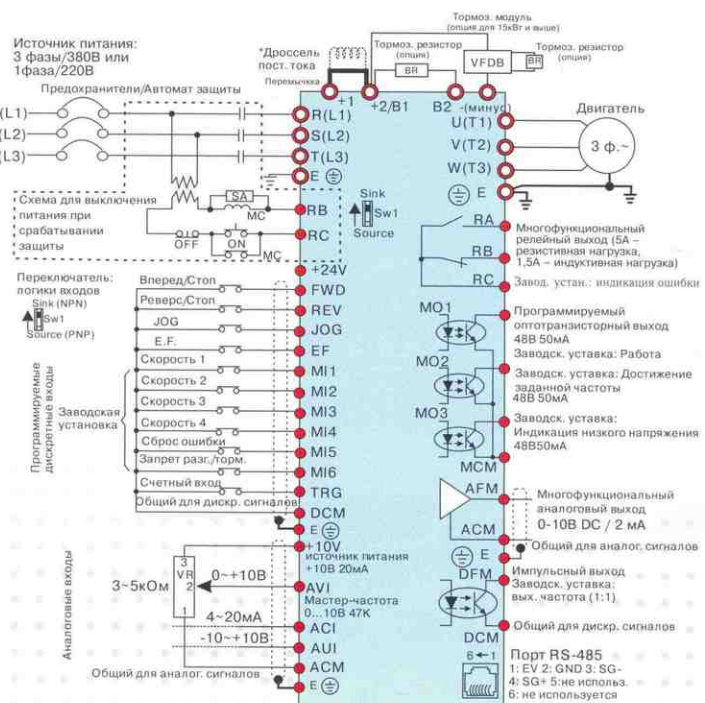 Источник питания:
3 фазы/380В или
1фаза/220В
Предохранители/Автомат защиты
(L1)
(L2)
(L3)
*Дроссель
пост. тока
Перемычка
Тормоз. резистор
(опция)
BR
Тормоз. модуль
(опция для 15кВт и выше)
VFDB
BR
Тормоз. резистор
(опция)
+1
+2/B1
B2
-(минус)
R(L1)
S(L2)
T(L3)
E
U(T1)
V(T2)
W(T3)
E
Двигатель
3 ф.~
Схема для выключения
питания при
срабатывании
защиты
SA
MC
OFF
ON
MC
RB
RC
Sink
Sw1
Source
RA
RB
RC
Многофункциональный
релейный выход (5А –
резистивная нагрузка,
1,5А – индуктивная нагрузка)
Завод. устан.: индикация ошибки
Переключатель:
логики входов
Sink (NPN)
Sw1
Source (PNP)
Программируемые
дискретные входы
Заводская
установка
+24V
Вперед/Стоп
FWD
Реверс/Стоп
REV
JOG
JOG
E.F.
EF
Скорость 1
MI1
Скорость 2
MI2
Скорость 3
MI3
Скорость 4
MI4
Сброс ошибки
MI5
Запрет разг./торм.
MI6
Счетный вход
TRG
Общий для дискр. сигналов
DCM
E
MO1
MO2
MO3
MCM
Программируемый
оптотранзисторный выход
48В 50мА
Заводск. уставка: Работа
Заводск. уставка: Достижение
заданной частоты
48В 50мА
Заводск. уставка:
Индикация низкого напряжения
48В50мА
AFM
ACM
E
Многофункциональный
аналоговый выход
0-10В DC / 2 мА
Общий для аналог. сигналов
DFM
DCM
Импульсный выход
Заводск. уставка:
вых. частота (1:1)
Общий для дискр. сигналов
Аналоговые входы
3~5кОм
3
VR
2
1
+10V
источник питания
+10В 20мА
0~+10В
AVI
Мастер-частота
0...10В 47К
4~20мА
ACI
-10~+10В
AUI
ACM
Общий для аналог. сигналов
E
6←1
Порт RS-485
1: EV 2: GND 3: SG-
4: SG+ 5:не использ.
6: не используется